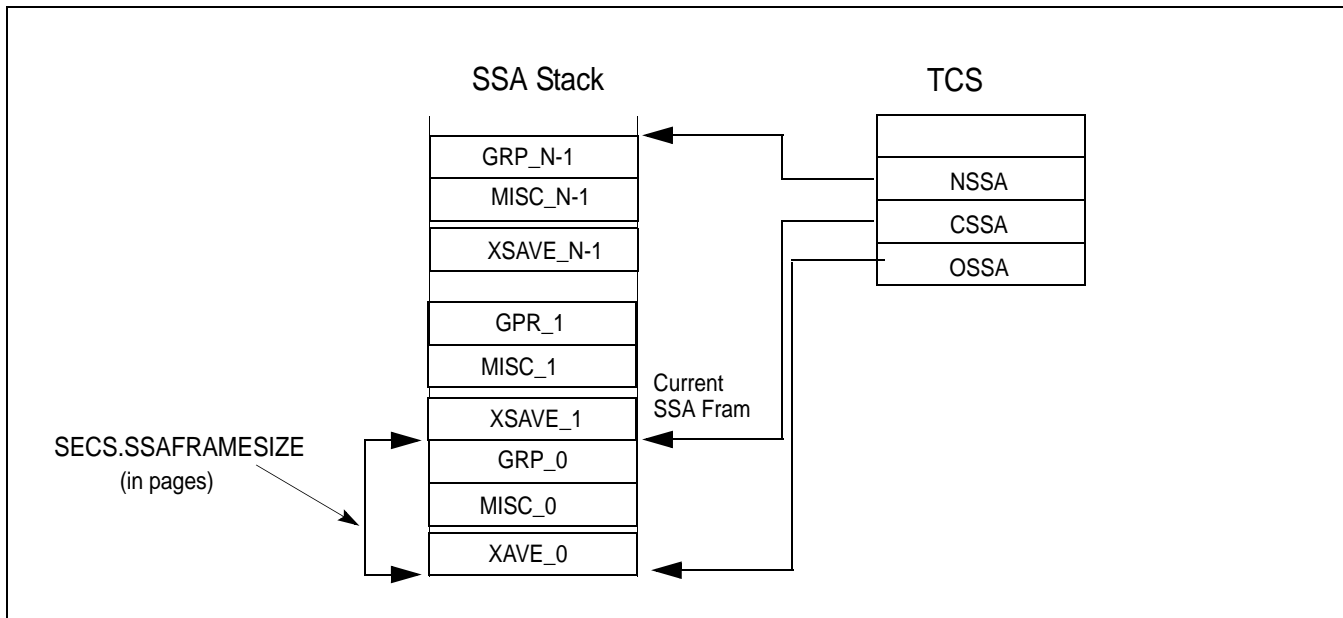 SSA Stack
TCS
GRP_N-1
MISC_N-1
XSAVE_N-1
GPR_1
MISC_1
XSAVE_1
GRP_0
MISC_0
XAVE_0
NSSA
CSSA
OSSA
Current
SSA Fram
SECS.SSAFRAMESIZE
(in pages)